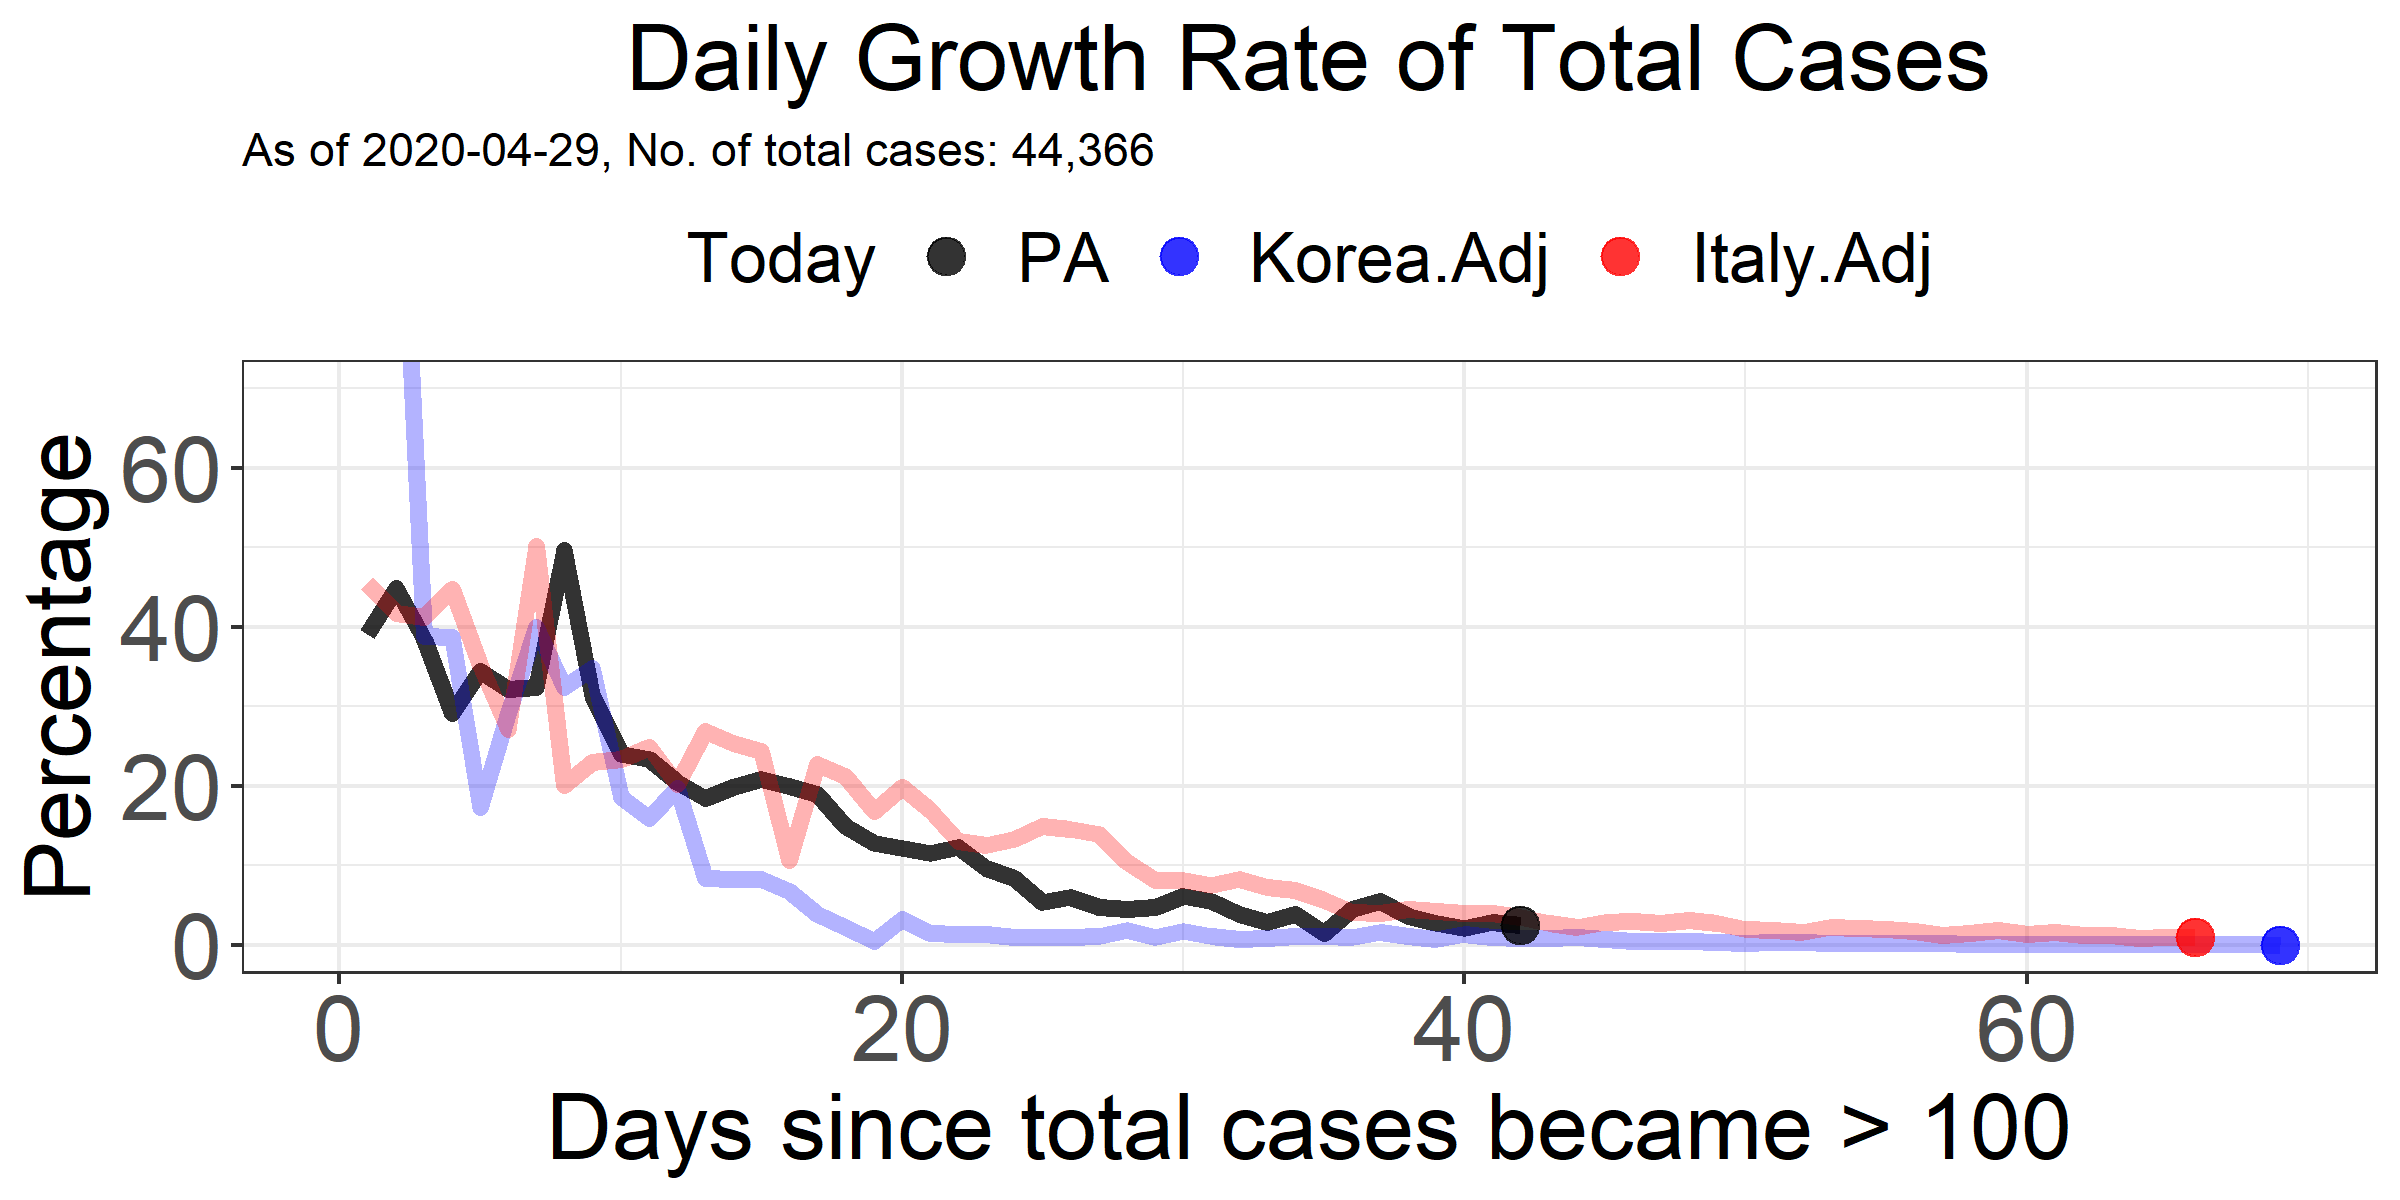 Daily Growth Rate of Total Cases
As of 2020-04-29, No. of total cases: 44,366
Today PA Korea.Adj Italy.Adj
Percentage
60
40
20
0
0 20 40 60
Days since total cases became > 100